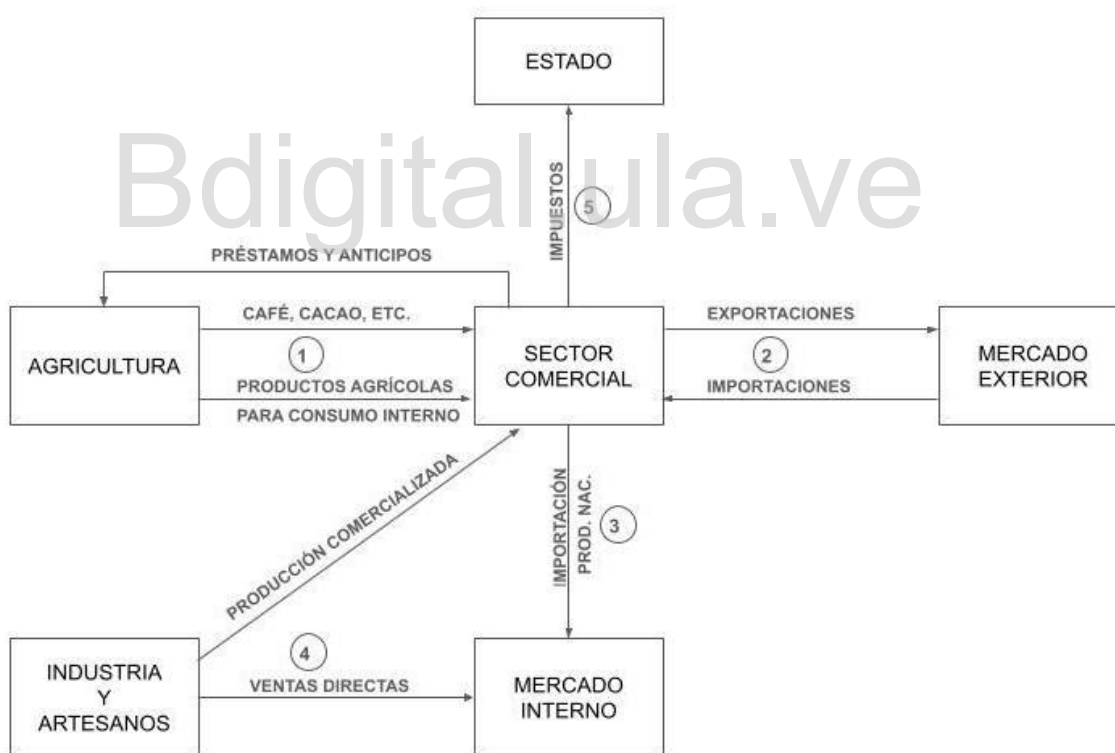 ESTADO
Bdigital.ula.ve
IMPUESTOS
5
PRÉSTAMOS Y ANTICIPOS
CAFÉ, CACAO, ETC.
EXPORTACIONES
AGRICULTURA
1
SECTOR
COMERCIAL
2
MERCADO
EXTERIOR
PRODUCTOS AGRÍCOLAS
PARA CONSUMO INTERNO
IMPORTACIONES
PRODUCCIÓN COMERCIALIZADA
IMPORTACIÓN
PROD. NAC.
3
INDUSTRIA
Y
ARTESANOS
4
VENTAS DIRECTAS
MERCADO
INTERNO